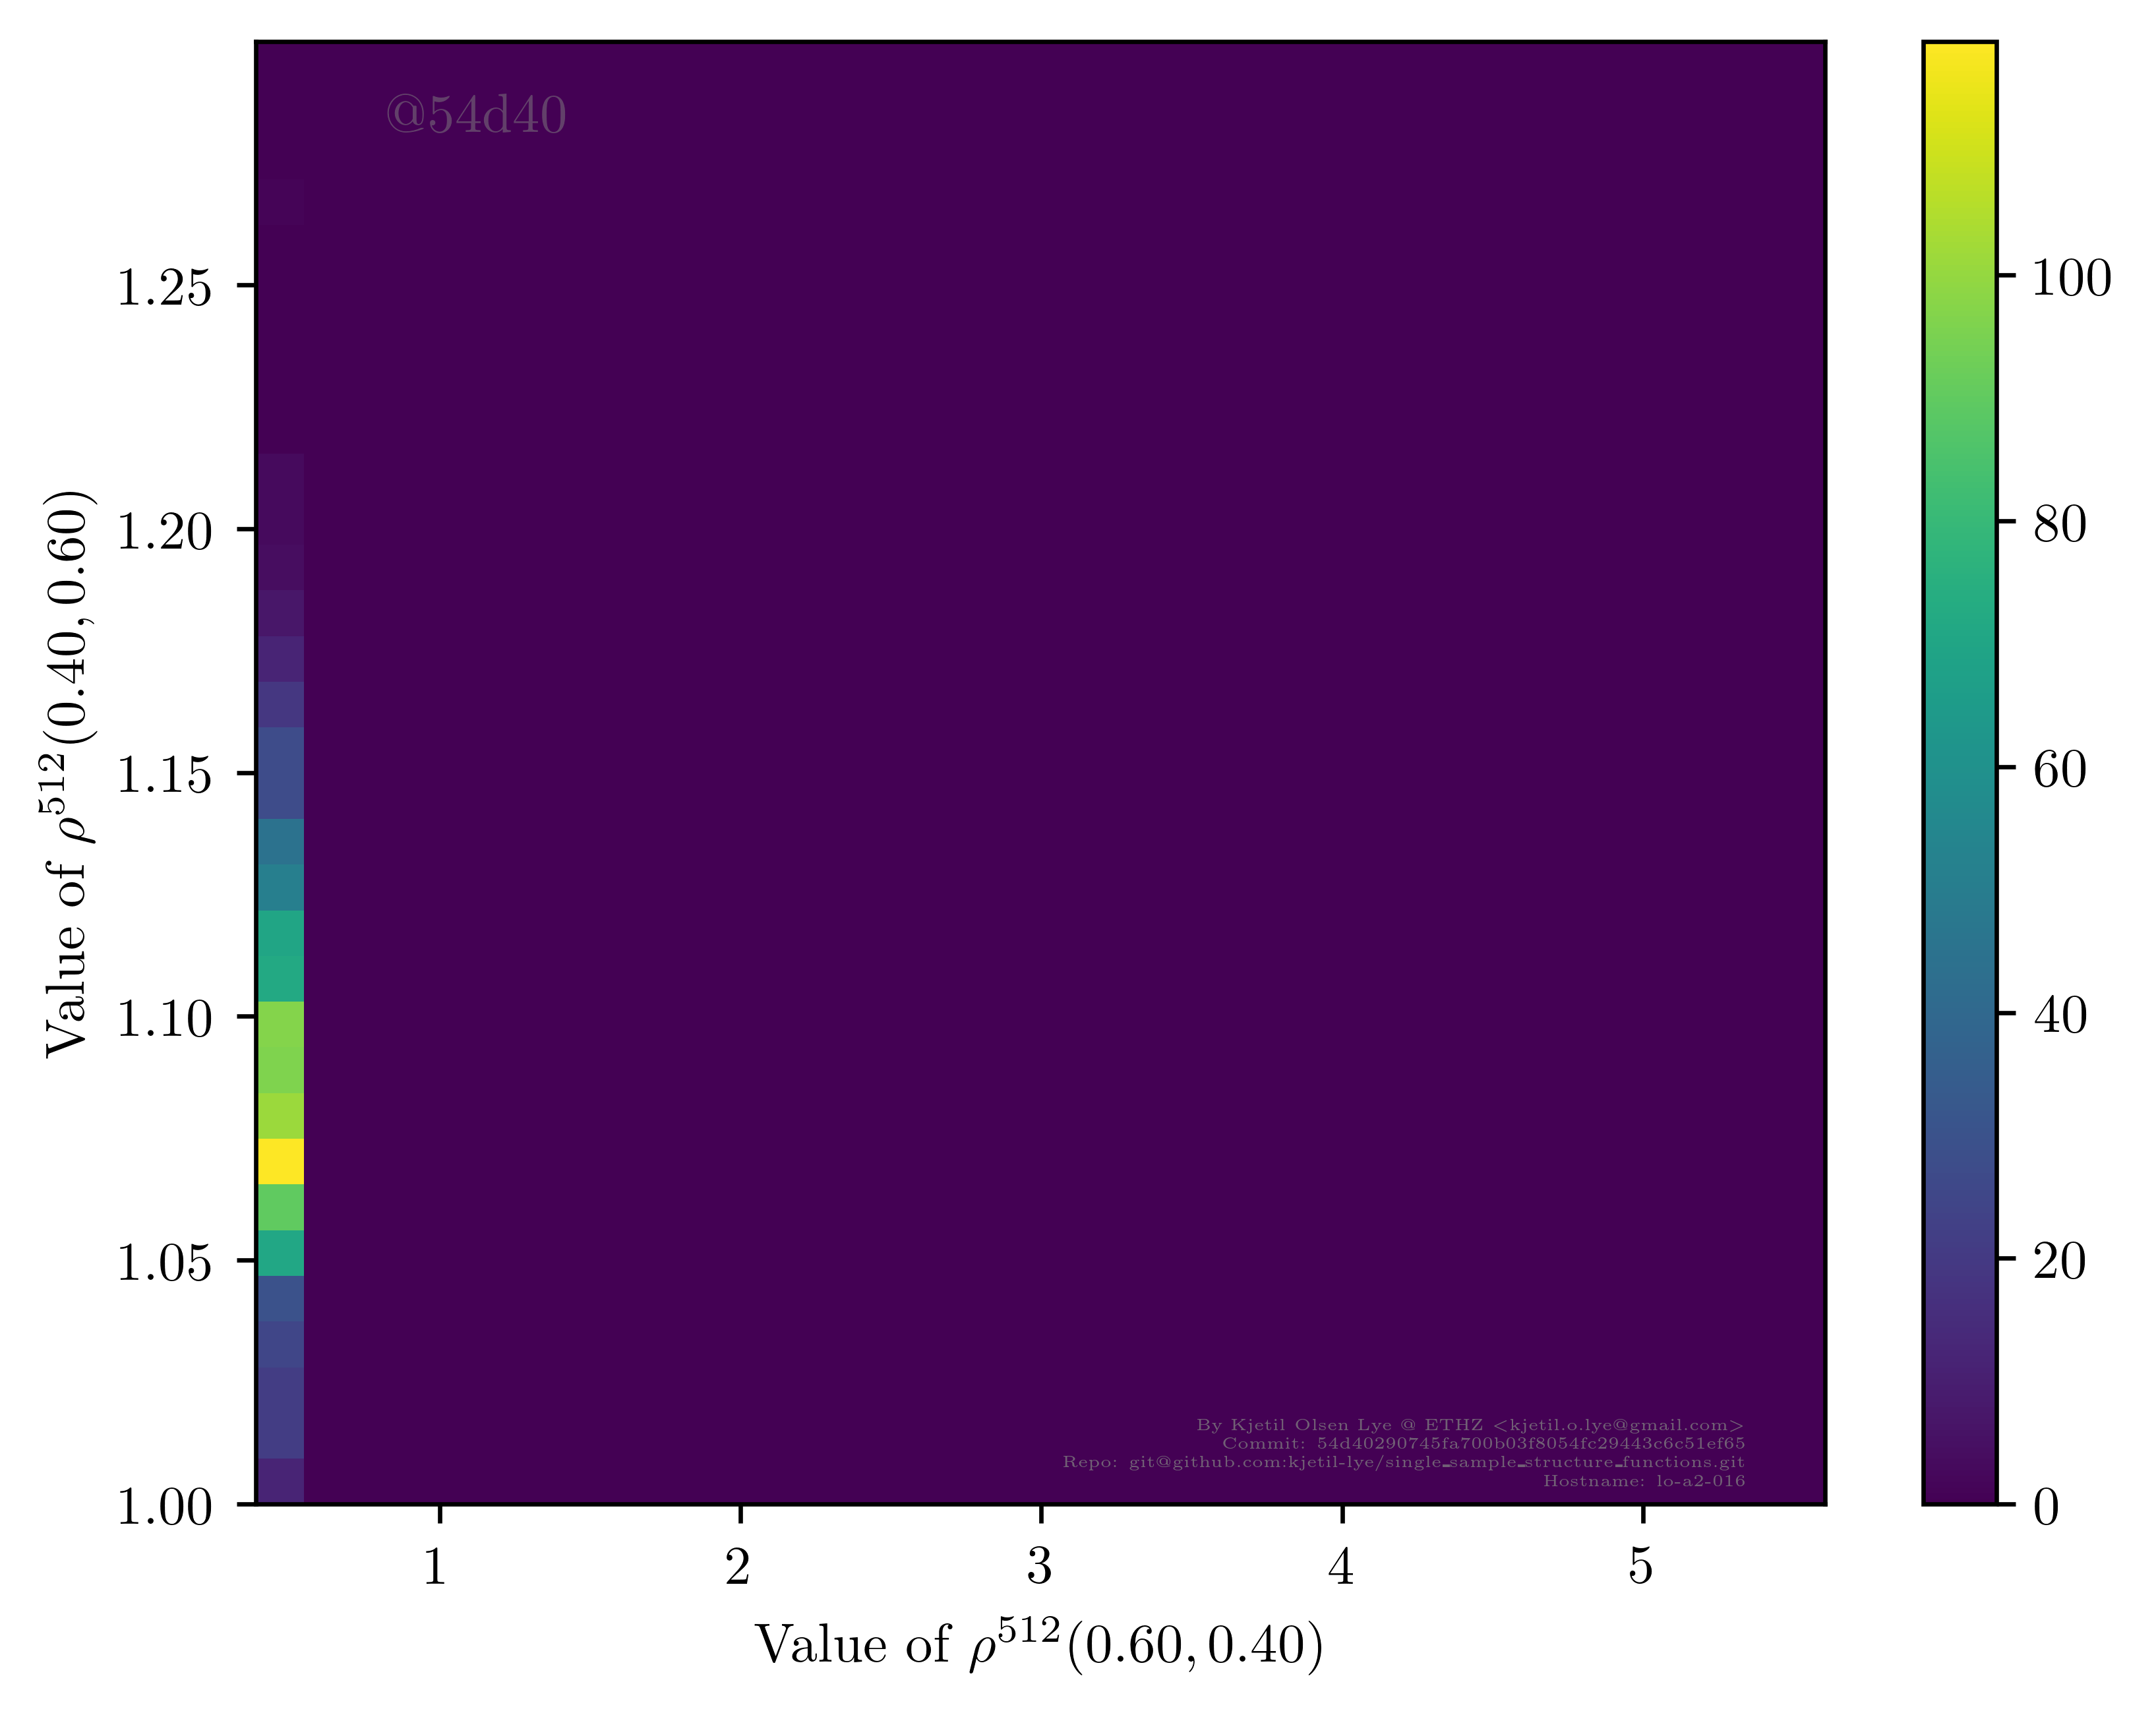 @54d40
1.25
1.20
1.15
1.10
1.05
1.00
Value of ρ^512(0.40, 0.60)
1 2 3 4 5
Value of ρ^512(0.60, 0.40)
100
80
60
40
20
0
By Kjetil Olsen Lye @ ETHZ <kjetil.o.lye@gmail.com>
Commit: 54d40290745fa700b03f8054fc29443c6c51ef65
Repo: git@github.com:kjetil-lye/single_sample_structure_functions.git
Hostname: lo-a2-016